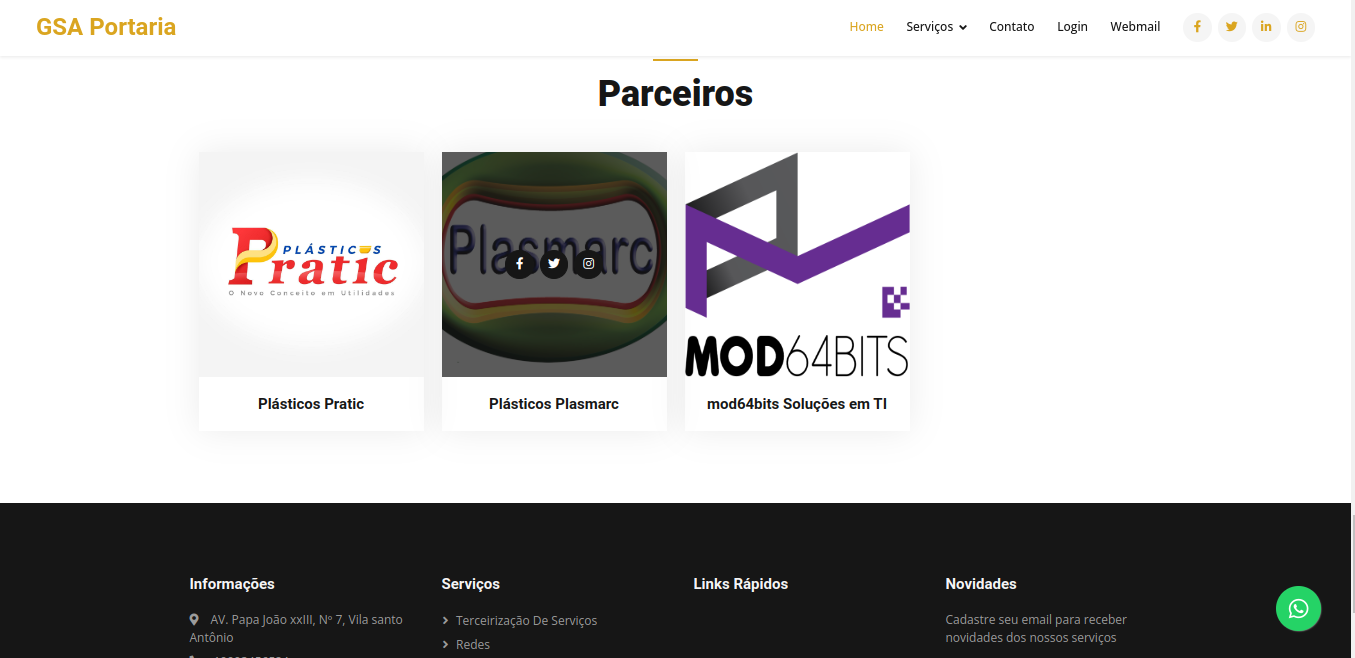 GSA Portaria
Home Serviços Contato Login Webmail
Parceiros
PLÁSTICOS
Pratic
O Novo Conceito em Utilidades
Plasmarc
MOD64BITS
Plásticos Pratic
Plásticos Plasmarc
mod64bits Soluções em TI
Informações
AV. Papa João xxIII, Nº 7, Vila santo
Antônio
Serviços
Terceirização De Serviços
Redes
Links Rápidos
Novidades
Cadastre seu email para receber
novidades dos nossos serviços